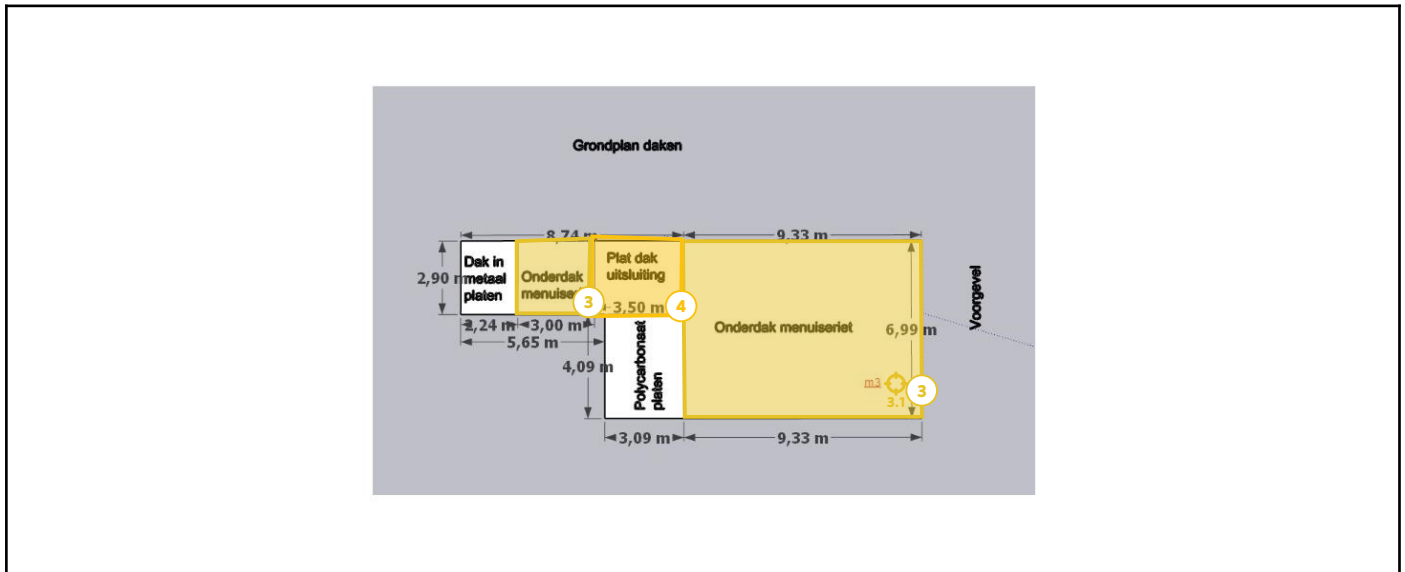 Grondplan daken
8,74 m
9,33 m
Dak in
metaal
platen
2,90 m
Onderdak
menuiseriet
Plat dak
uitsluiting
3
4
3,50 m
2,24 m
3,00 m
5,65 m
4,09 m
Polycarbonaat
platen
Onderdak menuiseriet
6,99 m
Voorgevel
m3
3.1
3
3,09 m
9,33 m